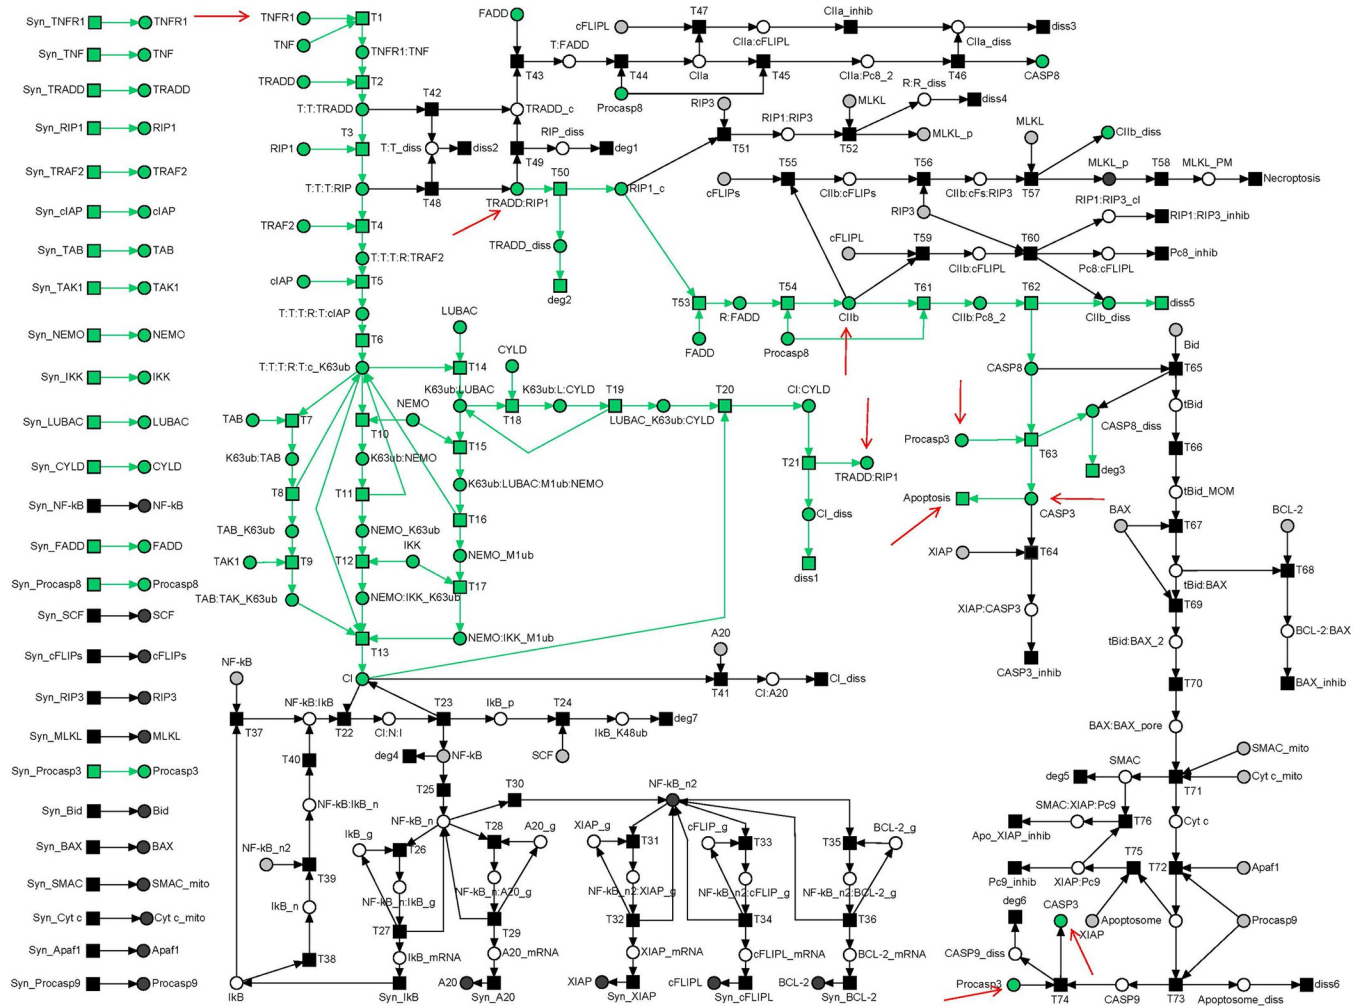 Syn_TNFR1 TNFR1
Syn_TNF TNF
Syn_TRADD TRADD
Syn_RIP1 RIP1
Syn_TRAF2 TRAF2
Syn_cIAP cIAP
Syn_TAB TAB
Syn_TAK1 TAK1
Syn_NEMO NEMO
Syn_IKK IKK
Syn_LUBAC LUBAC
Syn_CYLD CYLD
Syn_NF-kB NF-kB
Syn_FADD FADD
Syn_Procasp8 Procasp8
Syn_SCF SCF
Syn_cFLIPs cFLIPs
Syn_RIP3 RIP3
Syn_MLKL MLKL
Syn_Procasp3 Procasp3
Syn_Bid Bid
Syn_BAX BAX
Syn_SMAC SMAC_mito
Syn_Cyt c Cyt c_mito
Syn_Apaf1 Apaf1
Syn_Procasp9 Procasp9
TNFR1 T1
TNF
TNFR1:TNF
TRADD T2
T:T:TRADD
T3
RIP1
T:T:T:RIP
TRAF2 T4
T:T:T:R:TRAF2
cIAP T5
T:T:T:R:T:cIAP
T6
T:T:T:R:T:c_K63ub
T42
T:T_diss diss2
T48
FADD
T43
T:FADD
TRADD_c
T49
RIP_diss
deg1
TRADD:RIP1
T50
RIP1_c
TRADD_diss
deg2
cFLIPL T47 CIIa_inhib
CIIa:cFLIPL CIIa_diss diss3
T44 CIIa T45 CIIa:Pc8_2 T46 CASP8
Procasp8
R:R_diss
diss4
RIP3 RIP1:RIP3 MLKL
T51 T52 MLKL_p
MLKL CIIb_diss
T55 T56 MLKL_p T58 MLKL_PM
cFLIPs CIIb:cFLIPs CIIb:cFs:RIP3 T57 Necroptosis
RIP3
RIP1:RIP3_cI
RIP1:RIP3_inhib
cFLIPL T59 T60
CIIb:cFLIPL Pc8:cFLIPL Pc8_inhib
T53 T54 T61 T62
R:FADD CIIb CIIb:Pc8_2 CIIb_diss diss5
FADD Procasp8
LUBAC
T14
CYLD
K63ub:LUBAC K63ub:L:CYLD T19 T20 CI:CYLD
T18 LUBAC_K63ub:CYLD
TAB T7 NEMO T10 T15
K63ub:TAB K63ub:NEMO
T21 TRADD:RIP1
T8 T11 K63ub:LUBAC:M1ub:NEMO
CI_diss
TAB_K63ub NEMO_K63ub T16
IKK NEMO_M1ub
TAK1 T9 T12 T17
diss1
TAB:TAK_K63ub NEMO:IKK_K63ub
NEMO:IKK_M1ub
T13
CI
A20
T41 CI:A20 CI_diss
CASP8 T65 Bid
tBid
CASP8_diss
Procasp3 T63 T66
deg3
Apoptosis CASP3 tBid_MOM
BAX BCL-2
T67
XIAP T64 T68
tBid:BAX
T69
XIAP:CASP3
tBid:BAX_2 BCL-2:BAX
CASP3_inhib
T70 BAX_inhib
BAX:BAX_pore
SMAC SMAC_mito
deg5 T71 Cyt c_mito
SMAC:XIAP:Pc9
Apo_XIAP_inhib T76 Cyt c
T75
Pc9_inhib XIAP:Pc9 T72 Apaf1
deg6
CASP3 Apoptosome Procasp9
XIAP
CASP9_diss
Procasp3 T74 CASP9 T73 Apoptosome_diss diss6
NF-kB
NF-kB:IkB T23 IkB_p T24
T37 T22 CI:N:I IkB_K48ub deg7
deg4 NF-kB SCF
T40
T25 T30 NF-kB_n2
NF-kB:IkB_n
NF-kB_n
IkB_g T28 A20_g XIAP_g T31 cFLIP_g T33 T35 BCL-2_g
T26
NF-kB_n2
T39
NF-kB_n:IkB_g NF-kB_n:A20_g NF-kB_n2:XIAP_g NF-kB_n2:cFLIP_g NF-kB_n2:BCL-2_g
IkB_n
T27 T29 T32 T34 T36
T38 IkB_mRNA A20_mRNA XIAP_mRNA cFLIP_mRNA BCL-2_mRNA
IkB Syn_IkB A20 Syn_A20 XIAP Syn_XIAP cFLIPL Syn_cFLIPL BCL-2 Syn_BCL-2